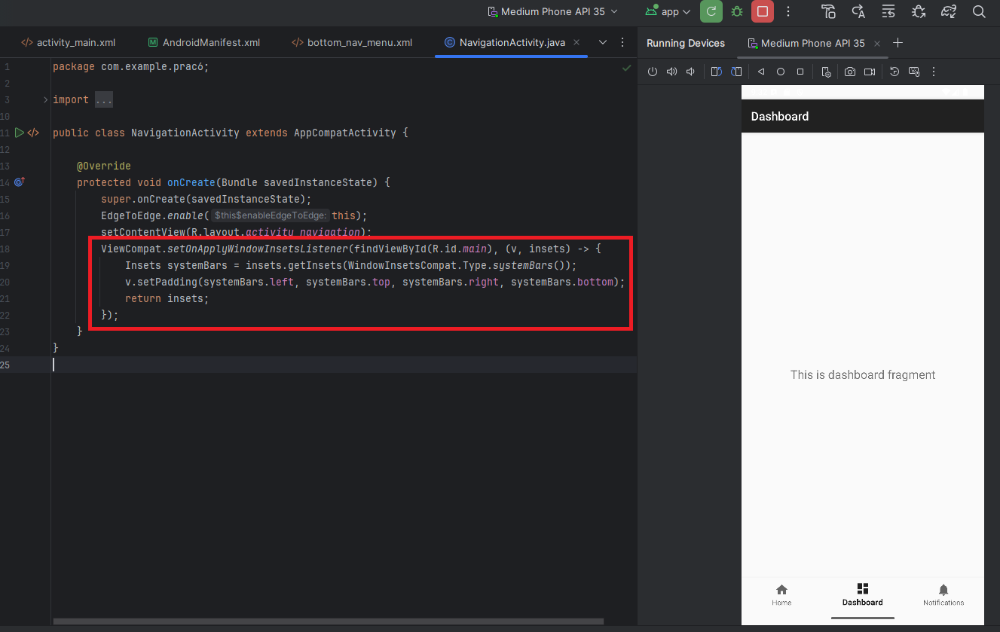 Medium Phone API 35
app
activity_main.xml
AndroidManifest.xml
bottom_nav_menu.xml
NavigationActivity.java
Running Devices
Medium Phone API 35
1 package com.example.prac6;
2
3 import ...
10
11 public class NavigationActivity extends AppCompatActivity {
12
13 @Override
14 protected void onCreate(Bundle savedInstanceState) {
15 super.onCreate(savedInstanceState);
16 EdgeToEdge.enable( $this$enableEdgeToEdge: this);
17 setContentView(R.layout.activity_navigation);
18 ViewCompat.setOnApplyWindowInsetsListener(findViewById(R.id.main), (v, insets) -> {
19 Insets systemBars = insets.getInsets(WindowInsetsCompat.Type.systemBars());
20 v.setPadding(systemBars.left, systemBars.top, systemBars.right, systemBars.bottom);
21 return insets;
22 });
23 }
24 }
25
Dashboard
This is dashboard fragment
Home
Dashboard
Notifications